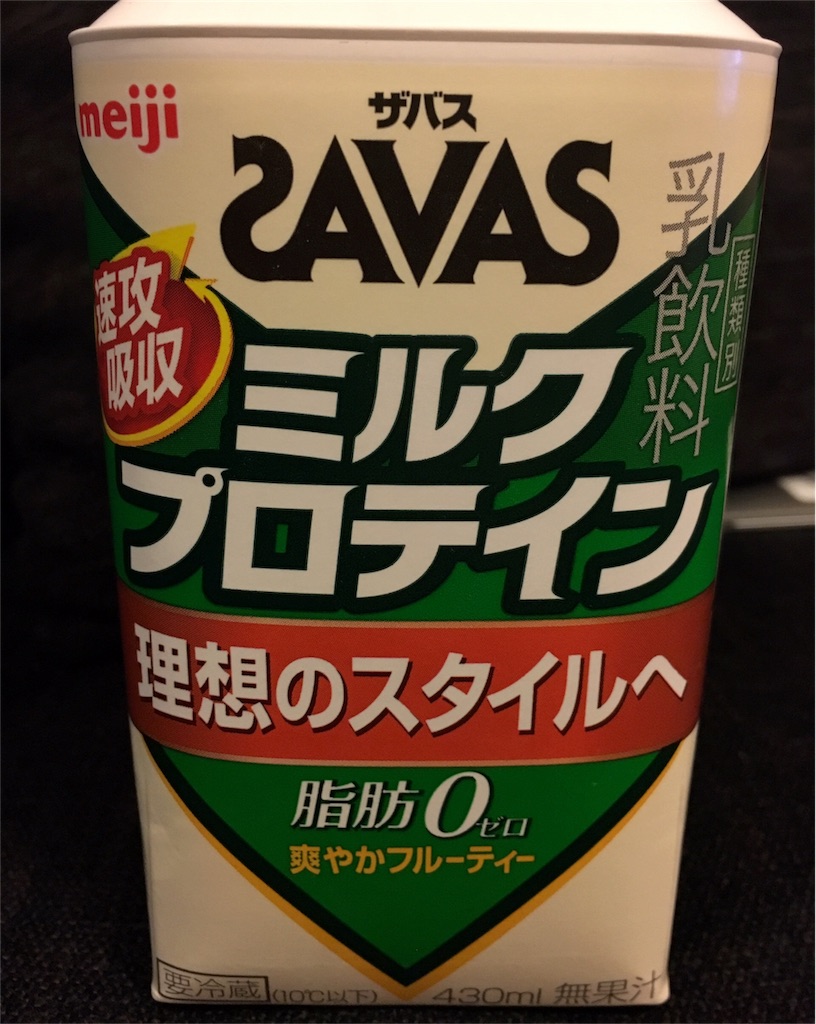 meiji
ザバス
SAVAS
乳飲料
種類別
速攻
吸収
ミルク
プロテイン
理想のスタイルへ
脂肪0ゼロ
爽やかフルーティー
要冷蔵 (10℃以下) 430ml 無果汁